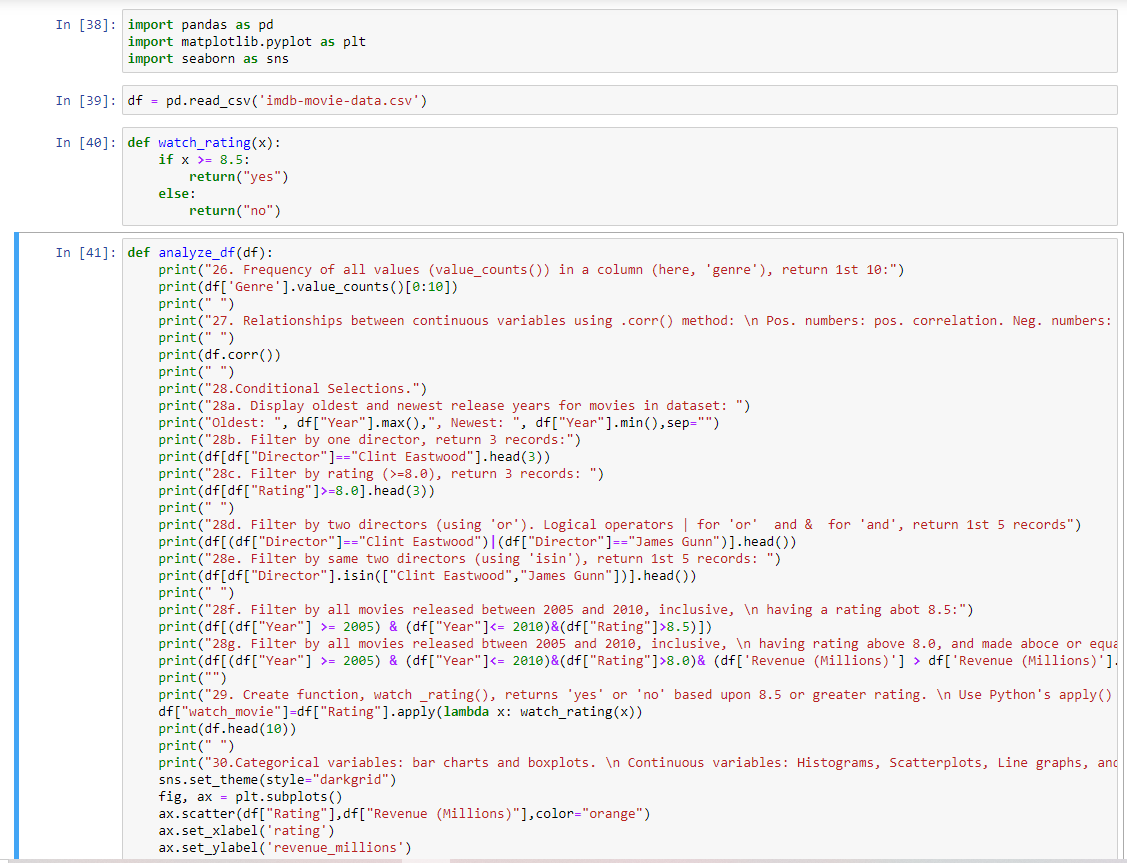 In [38]: import pandas as pd
import matplotlib.pyplot as plt
import seaborn as sns
In [39]: df = pd.read_csv('imdb-movie-data.csv')
In [40]: def watch_rating(x):
    if x >= 8.5:
        return("yes")
    else:
        return("no")
In [41]: def analyze_df(df):
    print("26. Frequency of all values (value_counts()) in a column (here, 'genre'), return 1st 10:")
    print(df['Genre'].value_counts()[0:10])
    print(" ")
    print("27. Relationships between continuous variables using .corr() method: \n Pos. numbers: pos. correlation. Neg. numbers:
    print(" ")
    print(df.corr())
    print(" ")
    print("28.Conditional Selections.")
    print("28a. Display oldest and newest release years for movies in dataset: ")
    print("Oldest: ", df["Year"].max(),", Newest: ", df["Year"].min(),sep="")
    print("28b. Filter by one director, return 3 records:")
    print(df[df["Director"]=="Clint Eastwood"].head(3))
    print("28c. Filter by rating (>=8.0), return 3 records: ")
    print(df[df["Rating"]>=8.0].head(3))
    print(" ")
    print("28d. Filter by two directors (using 'or'). Logical operators | for 'or'  and &  for 'and', return 1st 5 records")
    print(df[(df["Director"]=="Clint Eastwood")|(df["Director"]=="James Gunn")].head())
    print("28e. Filter by same two directors (using 'isin'), return 1st 5 records: ")
    print(df[df["Director"].isin(["Clint Eastwood","James Gunn"])].head())
    print(" ")
    print("28f. Filter by all movies released between 2005 and 2010, inclusive, \n having a rating abot 8.5:")
    print(df[(df["Year"] >= 2005) & (df["Year"]<= 2010)&(df["Rating"]>8.5)])
    print("28g. Filter by all movies released btween 2005 and 2010, inclusive, \n having rating above 8.0, and made aboce or equa
    print(df[(df["Year"] >= 2005) & (df["Year"]<= 2010)&(df["Rating"]>8.0)& (df['Revenue (Millions)'] > df['Revenue (Millions)'].
    print("")
    print("29. Create function, watch _rating(), returns 'yes' or 'no' based upon 8.5 or greater rating. \n Use Python's apply()
    df["watch_movie"]=df["Rating"].apply(lambda x: watch_rating(x))
    print(df.head(10))
    print(" ")
    print("30.Categorical variables: bar charts and boxplots. \n Continuous variables: Histograms, Scatterplots, Line graphs, and
    sns.set_theme(style="darkgrid")
    fig, ax = plt.subplots()
    ax.scatter(df["Rating"],df["Revenue (Millions)"],color="orange")
    ax.set_xlabel('rating')
    ax.set_ylabel('revenue_millions')